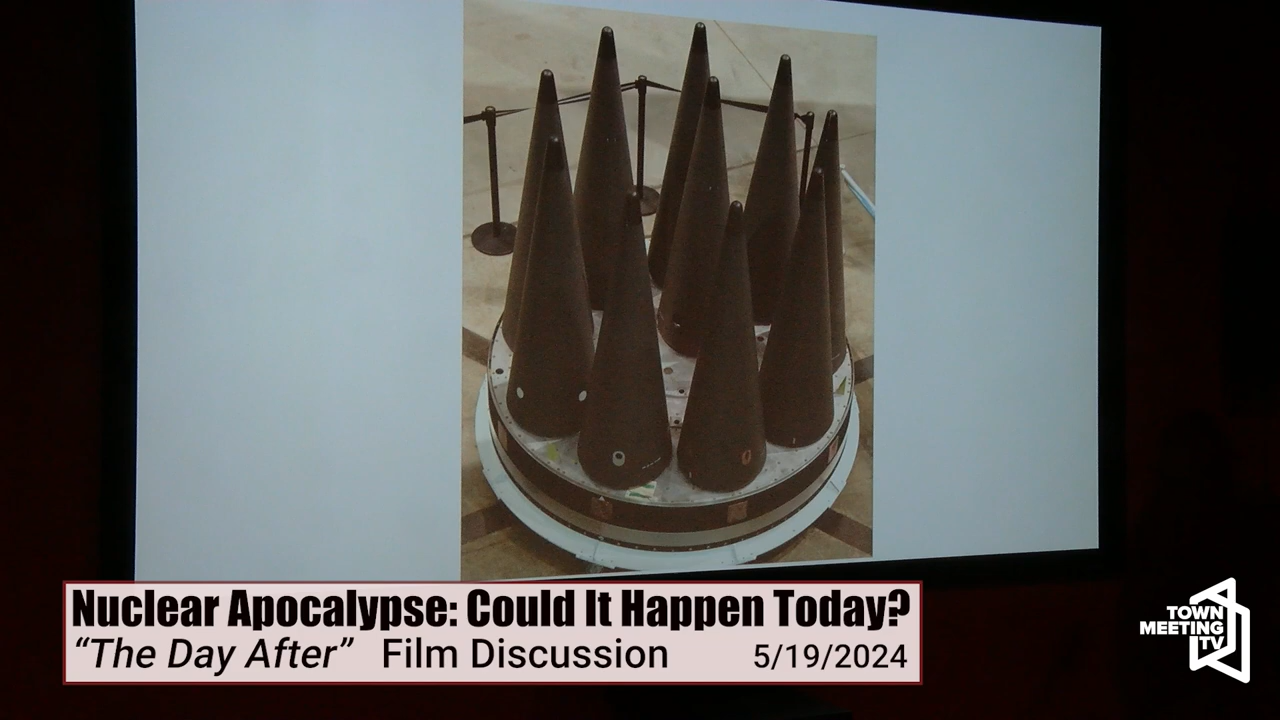 Nuclear Apocalypse: Could It Happen Today?
“The Day After” Film Discussion 5/19/2024
TOWN
MEETING
TV